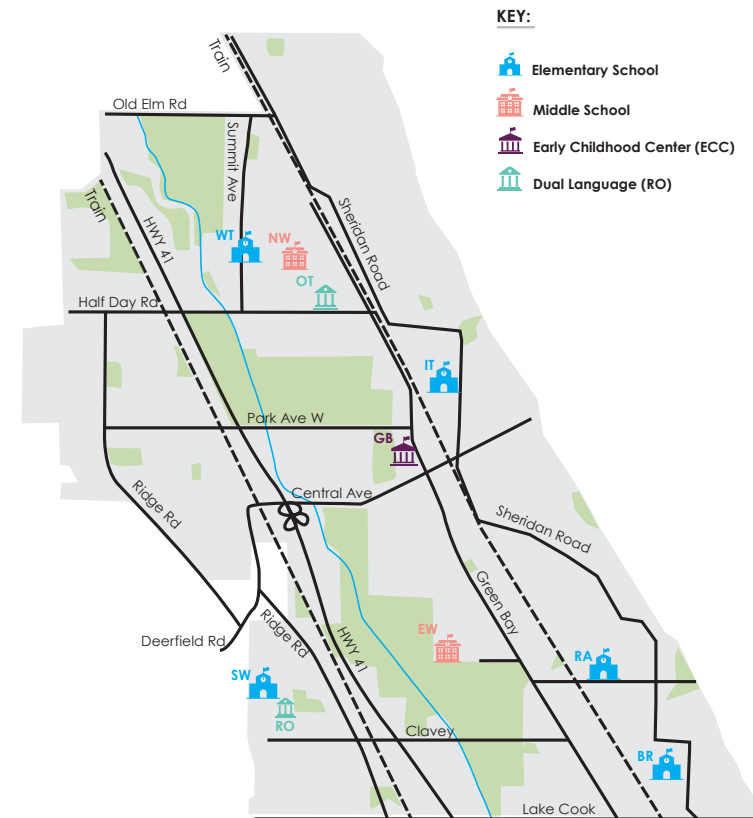 KEY:
Elementary School
Middle School
Early Childhood Center (ECC)
Dual Language (RO)
Train
Old Elm Rd
Summit Ave
Train
HWY 41
Sheridan Road
WT
NW
OT
Half Day Rd
IT
Park Ave W
GB
Central Ave
Ridge Rd
Sheridan Road
Green Bay
Deerfield Rd
Ridge Rd
HWY 41
EW
RA
SW
RO
Clavey
BR
Lake Cook